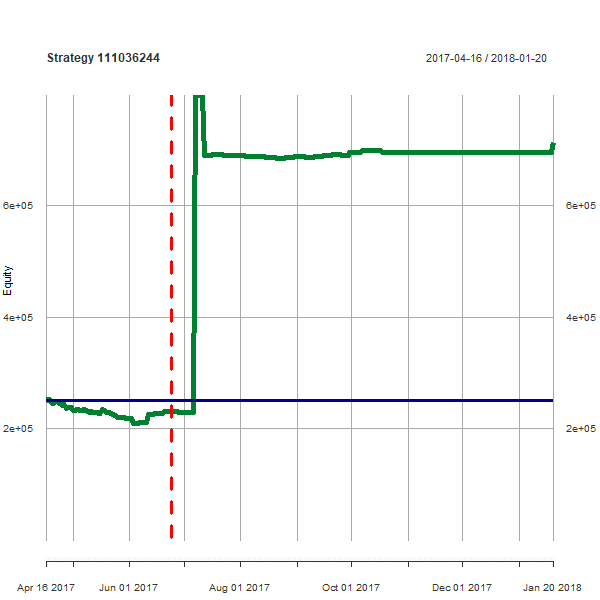 Strategy 111036244
2017-04-16 / 2018-01-20
Equity
6e+05
6e+05
4e+05
4e+05
2e+05
2e+05
Apr 16 2017
Jun 01 2017
Aug 01 2017
Oct 01 2017
Dec 01 2017
Jan 20 2018